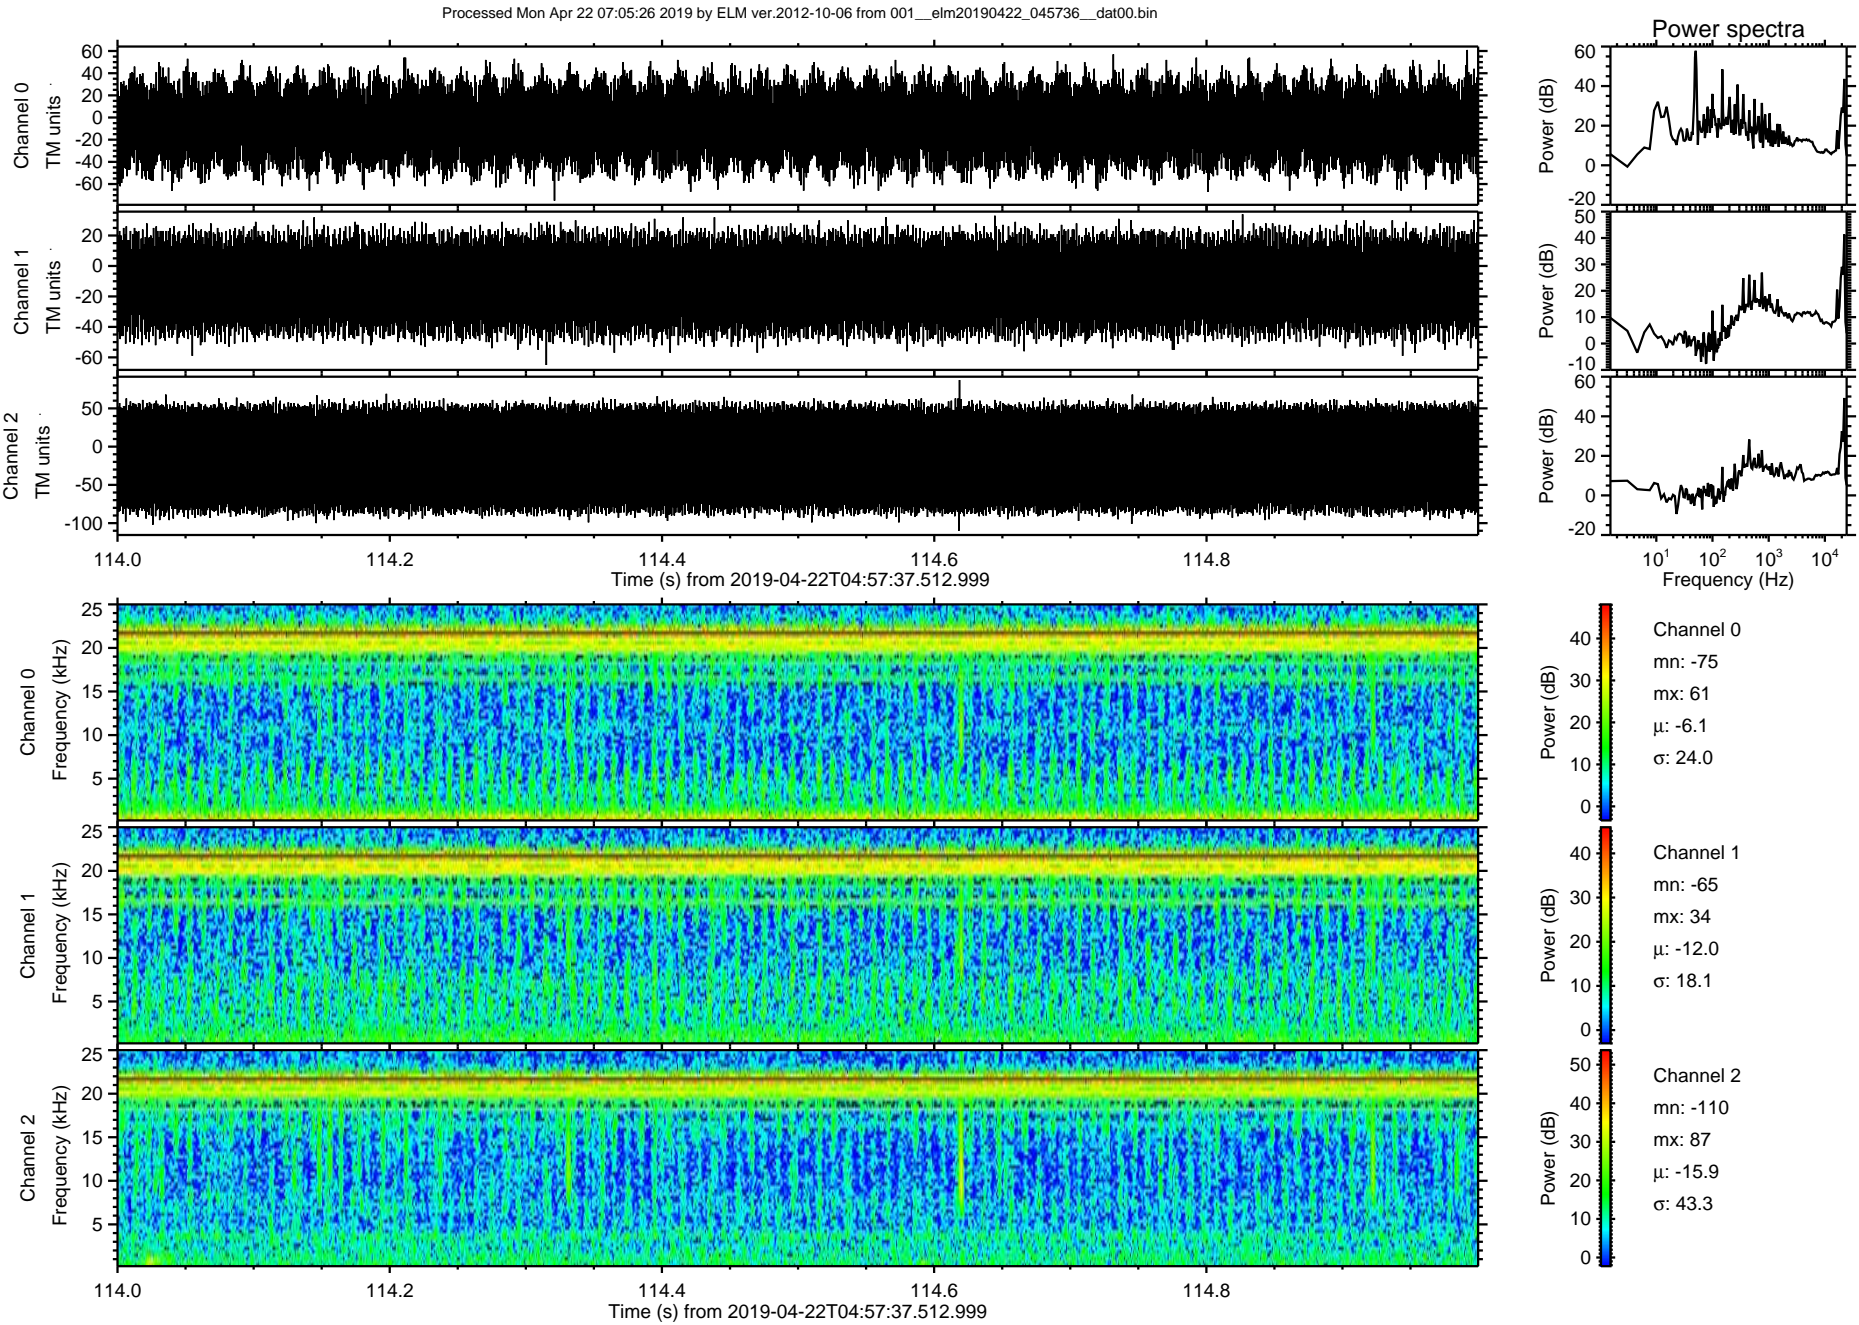 Processed Mon Apr 22 07:05:26 2019 by ELM ver.2012-10-06 from 001__elm20190422_045736__dat00.bin
Power spectra
Channel 0
TM units
60
40
20
0
-20
-40
-60
Power (dB)
60
40
20
0
-20
Channel 1
TM units
20
0
-20
-40
-60
Power (dB)
50
40
30
20
10
0
-10
Channel 2
TM units
50
0
-50
-100
Power (dB)
60
40
20
0
-20
114.0 114.2 114.4 114.6 114.8
Time (s) from 2019-04-22T04:57:37.512.999
10¹ 10² 10³ 10⁴
Frequency (Hz)
Channel 0
Frequency (kHz)
25
20
15
10
5
Power (dB)
40
30
20
10
0
Channel 0
mn: -75
mx: 61
μ: -6.1
σ: 24.0
Channel 1
Frequency (kHz)
25
20
15
10
5
Power (dB)
40
30
20
10
0
Channel 1
mn: -65
mx: 34
μ: -12.0
σ: 18.1
Channel 2
Frequency (kHz)
25
20
15
10
5
Power (dB)
50
40
30
20
10
0
Channel 2
mn: -110
mx: 87
μ: -15.9
σ: 43.3
114.0 114.2 114.4 114.6 114.8
Time (s) from 2019-04-22T04:57:37.512.999